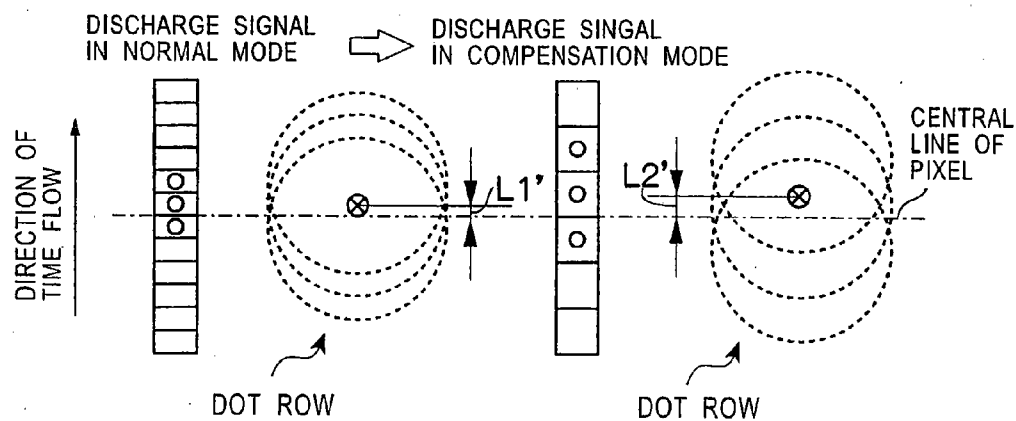 DISCHARGE SIGNAL
IN NORMAL MODE
DISCHARGE SINGAL
IN COMPENSATION MODE
DIRECTION OF
TIME FLOW
L1'
L2'
CENTRAL
LINE OF
PIXEL
DOT ROW
DOT ROW